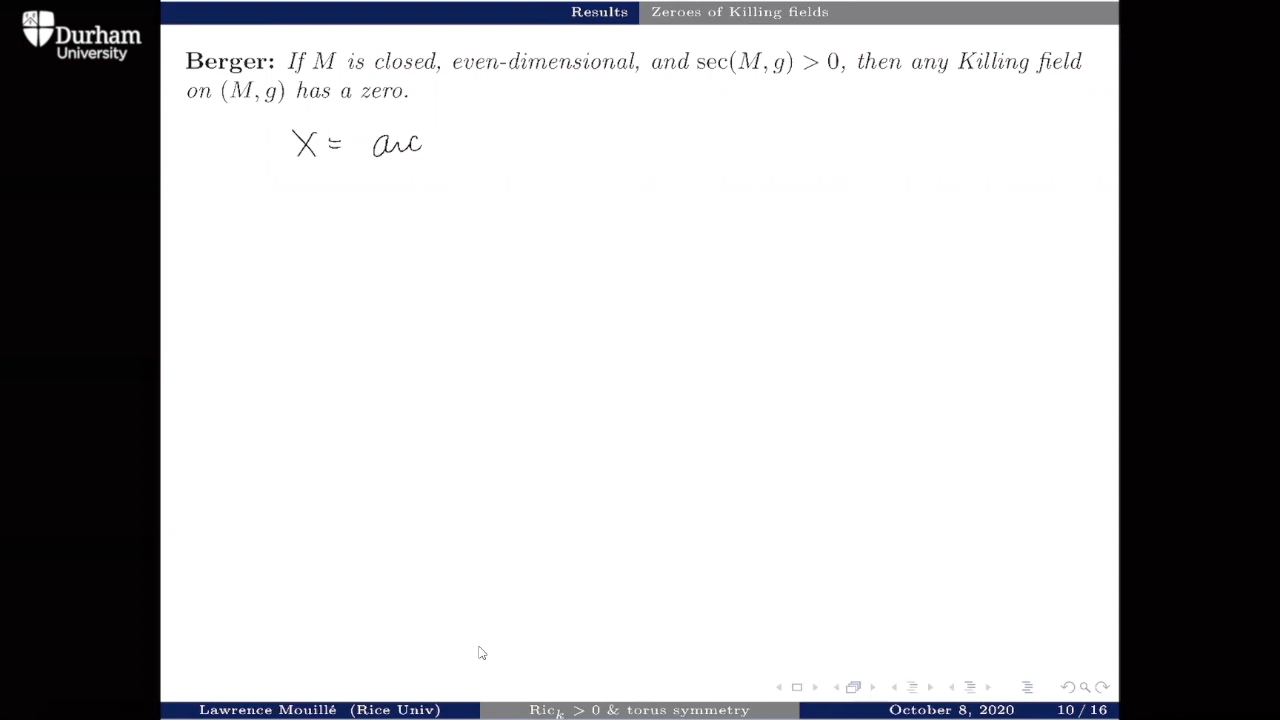 Durham
University
Results Zeroes of Killing fields
Berger: If M is closed, even-dimensional, and sec(M, g) > 0, then any Killing field
on (M, g) has a zero.
X = arc
Lawrence Mouillé (Rice Univ) Ric_k > 0 & torus symmetry October 8, 2020 10 / 16